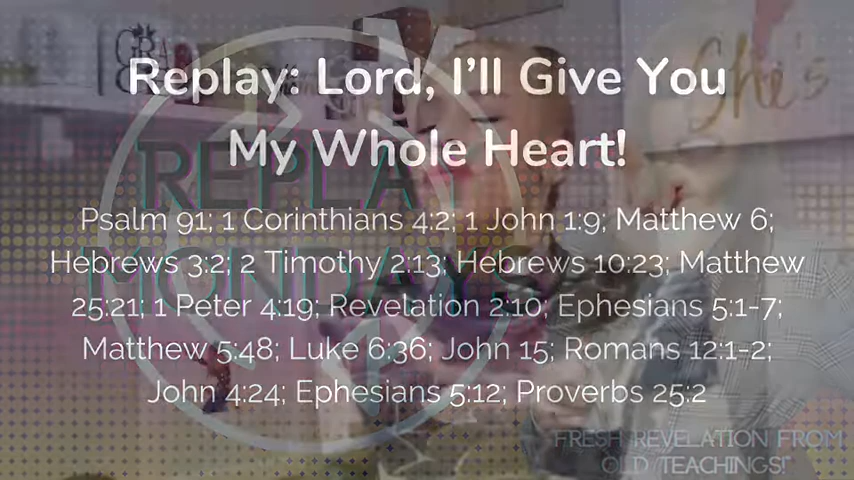 Replay: Lord, I'll Give You
My Whole Heart!
Psalm 91; 1 Corinthians 4:2; 1 John 1:9; Matthew 6;
Hebrews 3:2; 2 Timothy 2:13; Hebrews 10:23; Matthew
25:21; 1 Peter 4:19; Revelation 2:10; Ephesians 5:1-7;
Matthew 5:48; Luke 6:36; John 15; Romans 12:1-2;
John 4:24; Ephesians 5:12; Proverbs 25:2
REPLAY
MONDAYS
She's
FRESH REVELATION FROM
OLD TEACHINGS!